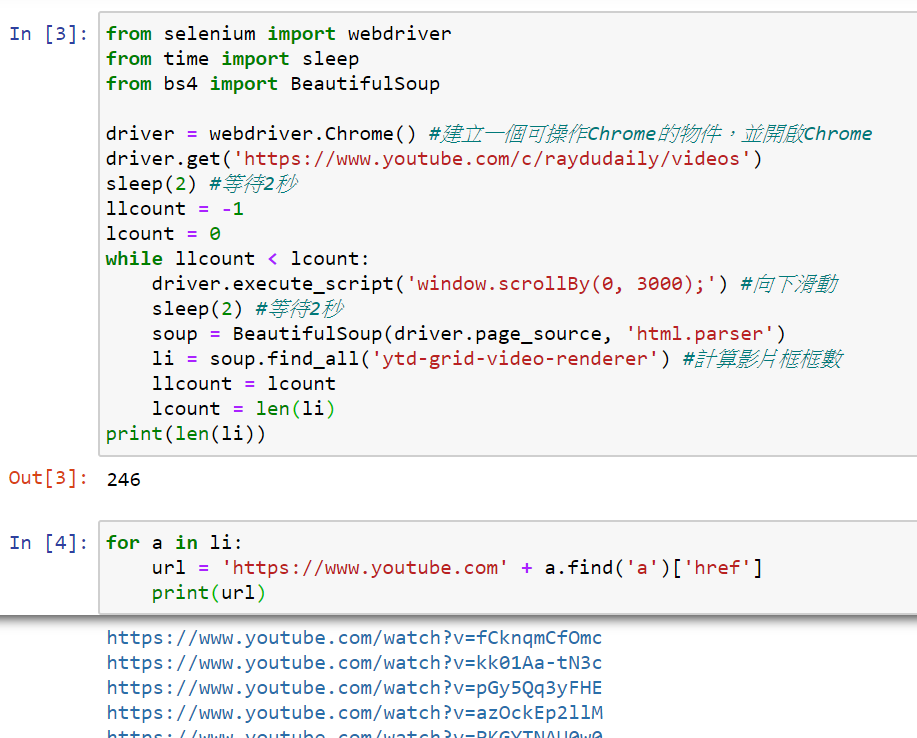 In [3]:
from selenium import webdriver
from time import sleep
from bs4 import BeautifulSoup
driver = webdriver.Chrome() #建立一個可操作Chrome的物件，並開啟Chrome
driver.get('https://www.youtube.com/c/raydudaily/videos')
sleep(2) #等待2秒
llcount = -1
lcount = 0
while llcount < lcount:
    driver.execute_script('window.scrollBy(0, 3000);') #向下滑動
    sleep(2) #等待2秒
    soup = BeautifulSoup(driver.page_source, 'html.parser')
    li = soup.find_all('ytd-grid-video-renderer') #計算影片框框數
    llcount = lcount
    lcount = len(li)
print(len(li))
Out[3]: 246
In [4]:
for a in li:
    url = 'https://www.youtube.com' + a.find('a')['href']
    print(url)
https://www.youtube.com/watch?v=fCknqmCfOmc
https://www.youtube.com/watch?v=kk01Aa-tN3c
https://www.youtube.com/watch?v=pGy5Qq3yFHE
https://www.youtube.com/watch?v=azOckEp2llM